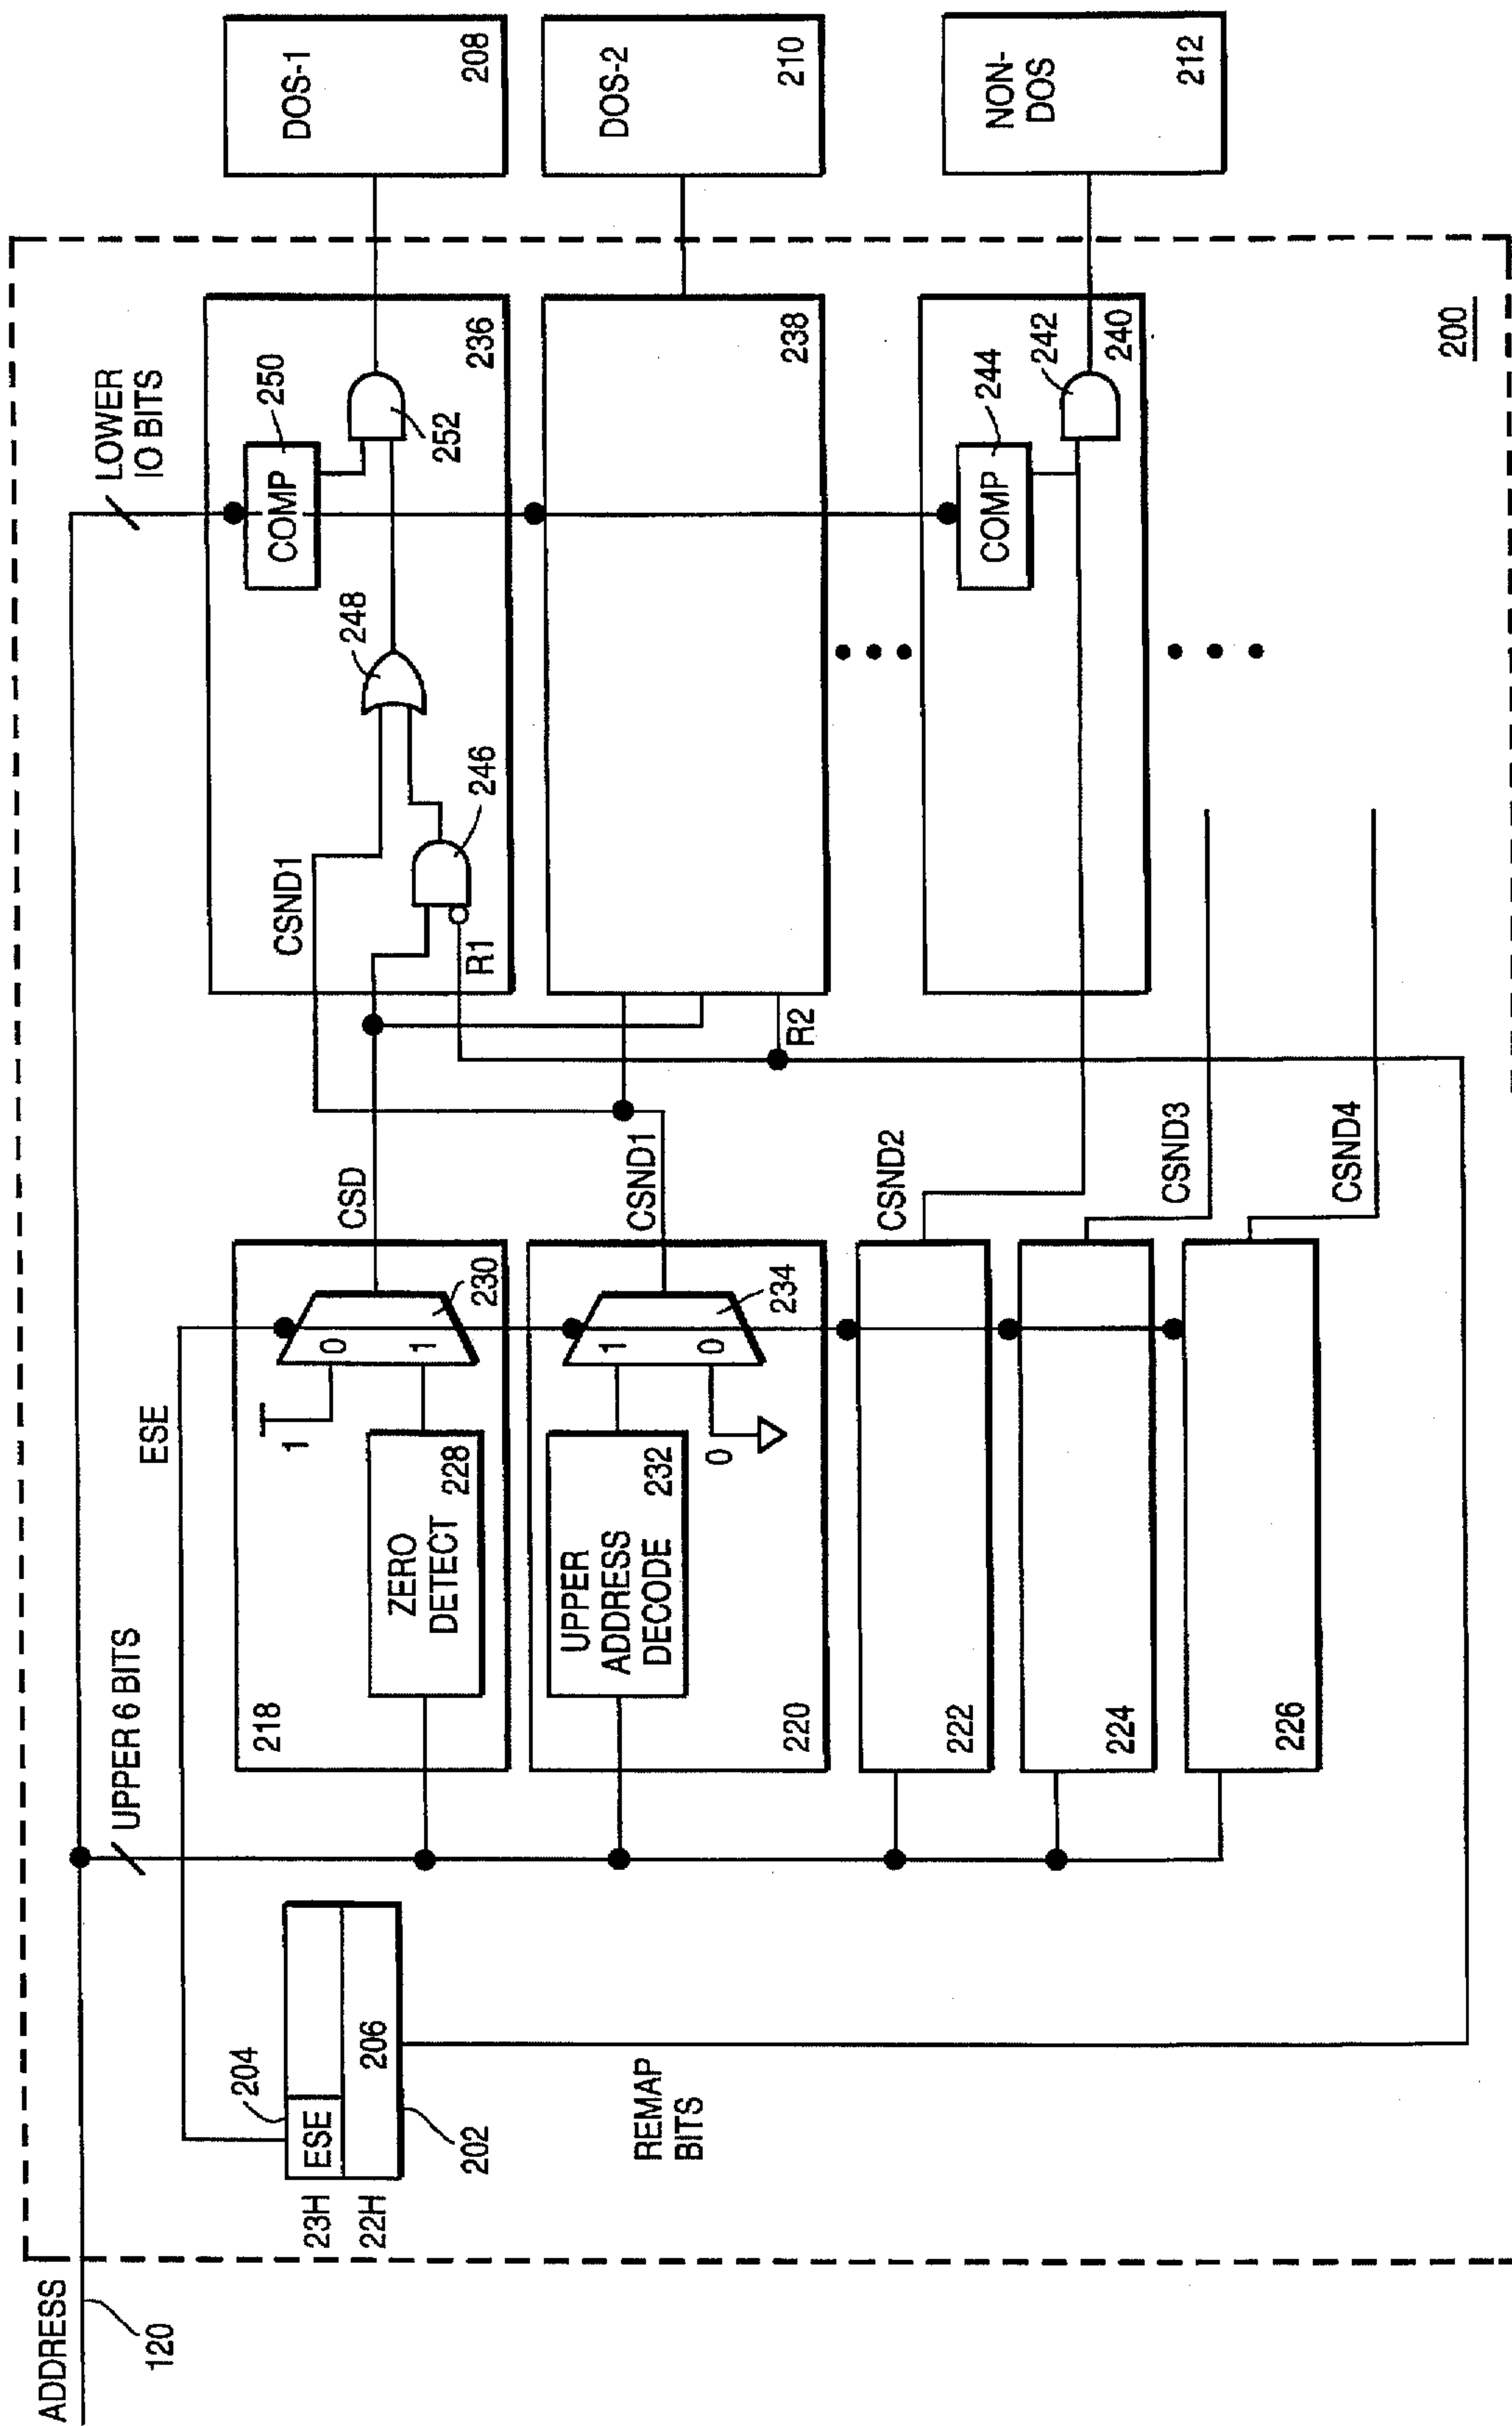 ADDRESS
120
23H
22H
ESE
204
206
202
REMAP
BITS
UPPER 6 BITS
ESE
LOWER
10 BITS
218
ZERO
DETECT
228
1
0
1
230
CSD
220
UPPER
ADDRESS
DECODE
232
0
1
0
234
CSND1
222
CSND2
224
CSND3
226
CSND4
CSND1
R1
246
248
COMP
250
252
236
R2
238
COMP
244
242
240
200
DOS-1
208
DOS-2
210
NON-
DOS
212